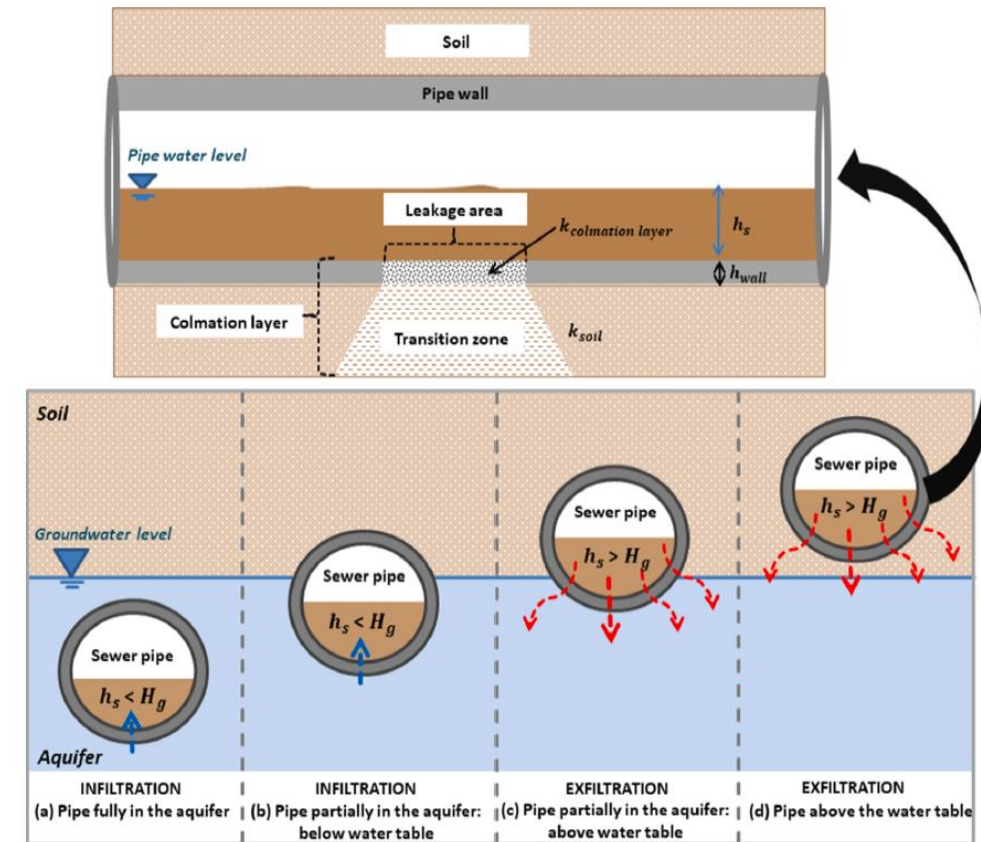 Soil
Pipe wall
Pipe water level
Leakage area
k_colmation layer
h_s
h_wall
Colmation layer
Transition zone
k_soil
Soil
Groundwater level
Sewer pipe
h_s > H_g
Sewer pipe
h_s > H_g
Sewer pipe
h_s < H_g
Sewer pipe
h_s < H_g
Aquifer
INFILTRATION
(a) Pipe fully in the aquifer
INFILTRATION
(b) Pipe partially in the aquifer:
below water table
EXFILTRATION
(c) Pipe partially in the aquifer:
above water table
EXFILTRATION
(d) Pipe above the water table